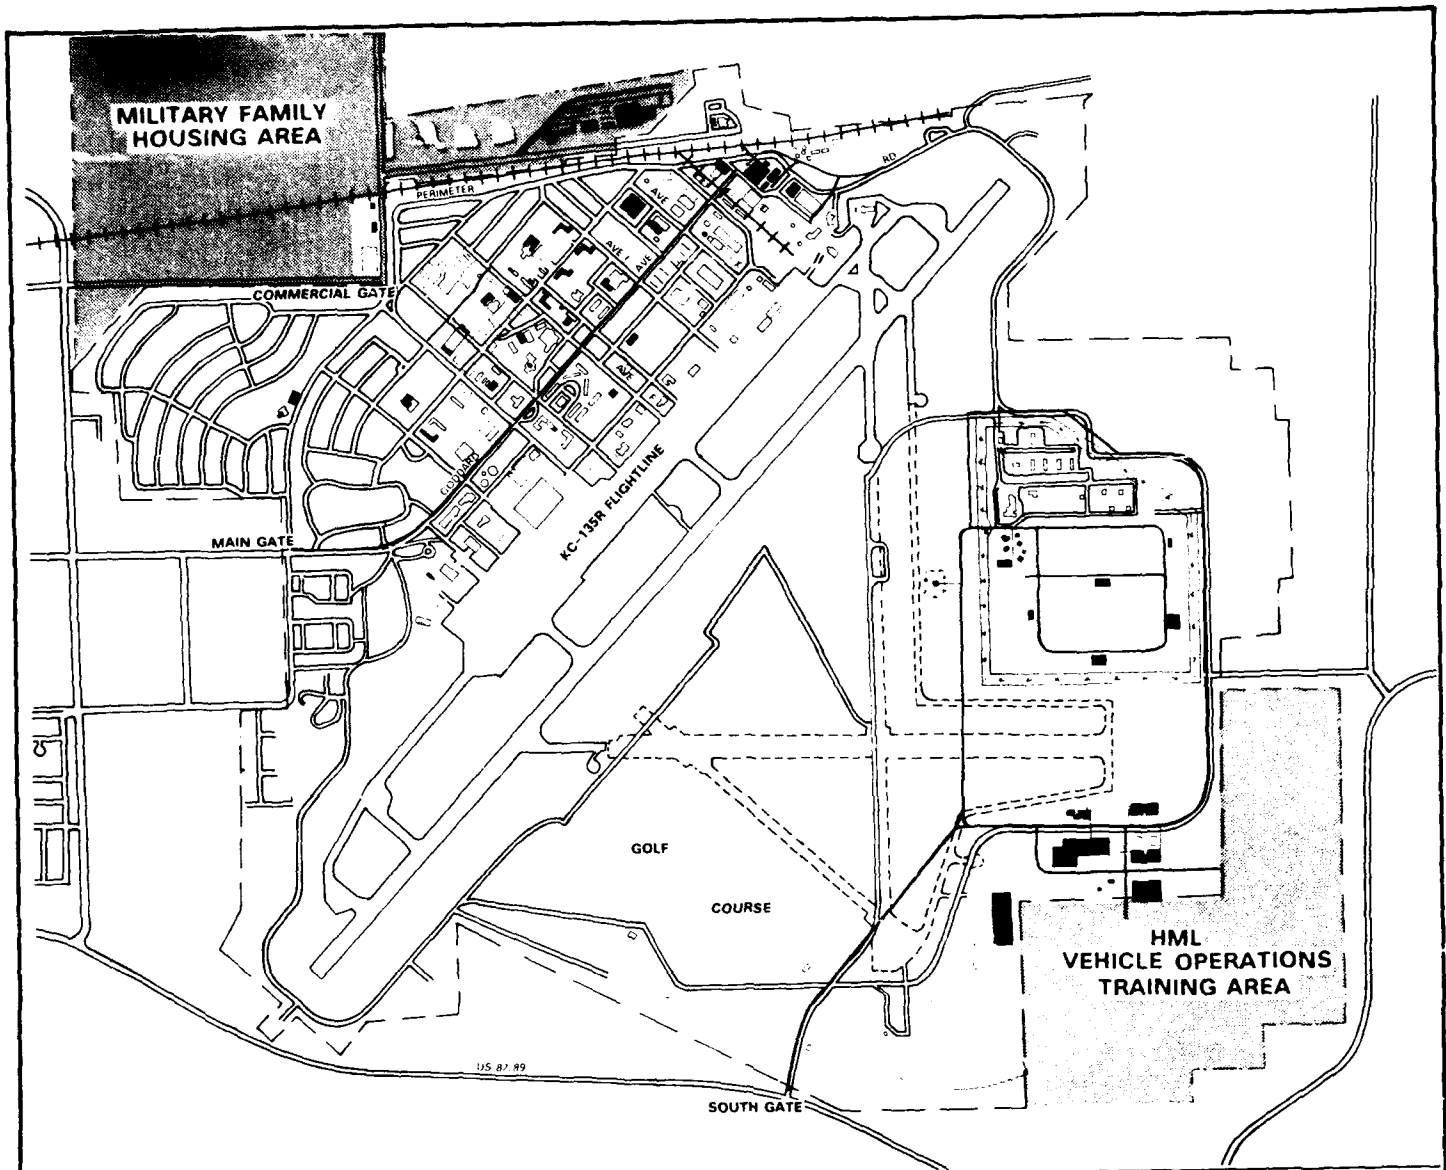 MILITARY FAMILY
HOUSING AREA
PERIMETER
RD
AVE
AVE
AVE
COMMERCIAL GATE
AVE
GODDARD
KC-135R FLIGHTLINE
MAIN GATE
GOLF
COURSE
HML
VEHICLE OPERATIONS
TRAINING AREA
US 87 89
SOUTH GATE